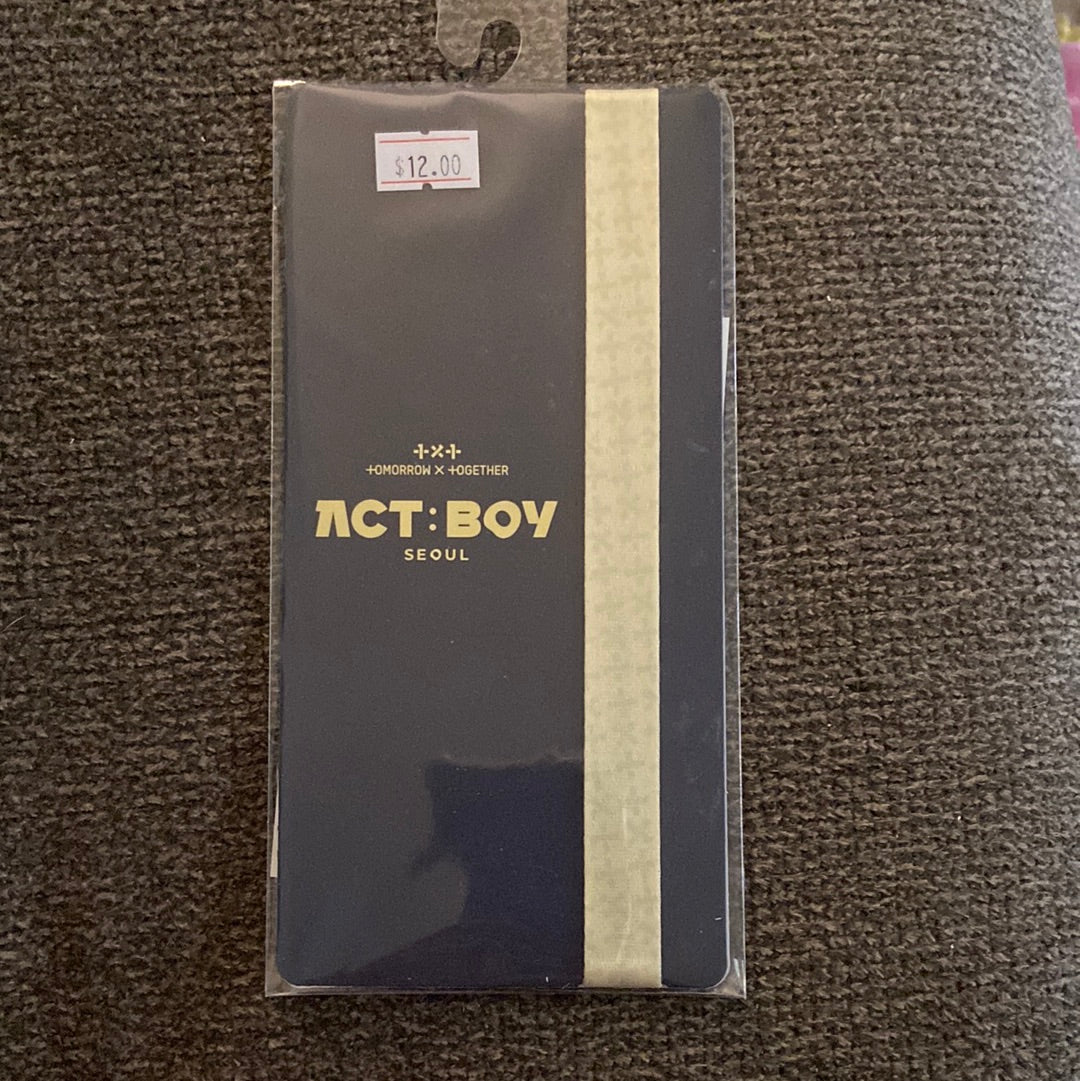 $12.00
TXT
TOMORROW X TOGETHER
ACT:BOY
SEOUL